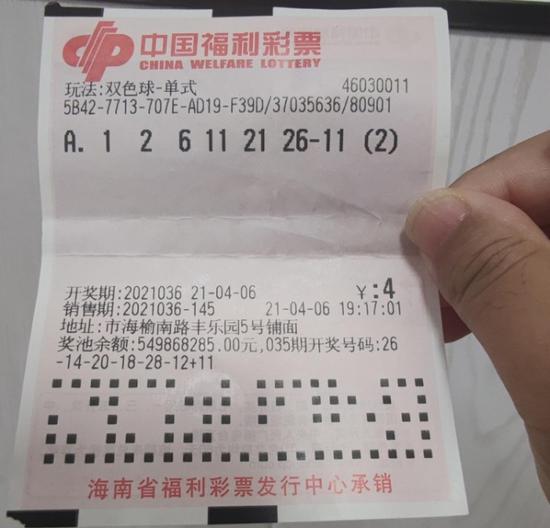 中国福利彩票
CHINA WELFARE LOTTERY
玩法:双色球-单式 46030011
5B42-7713-707E-AD19-F39D/37035636/80901
A. 1 2 6 11 21 26-11 (2)
开奖期:2021036 21-04-06 ¥:4
销售期:2021036-145 21-04-06 19:17:01
地址:市海榆南路丰乐园5号铺面
奖池余额:549868285.00元,035期开奖号码:26
-14-20-18-28-12+11
海南省福利彩票发行中心承销